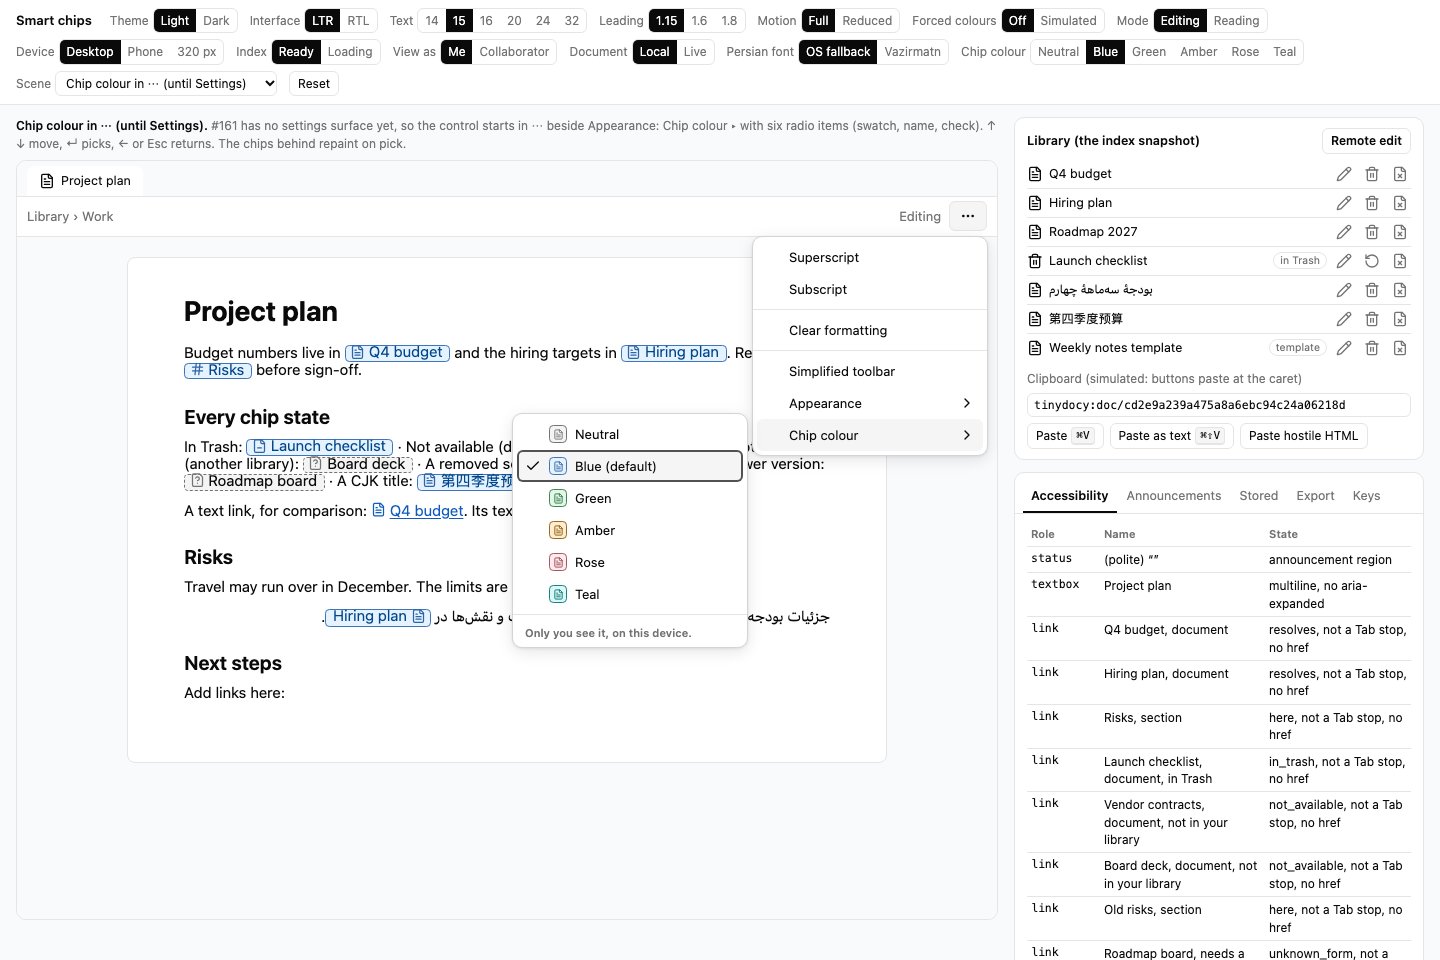 Smart chips Theme Light Dark Interface LTR RTL Text 14 15 16 20 24 32 Leading 1.15 1.6 1.8 Motion Full Reduced Forced colours Off Simulated Mode Editing Reading
Device Desktop Phone 320 px Index Ready Loading View as Me Collaborator Document Local Live Persian font OS fallback Vazirmatn Chip colour Neutral Blue Green Amber Rose Teal
Scene Chip colour in ··· (until Settings) Reset
Chip colour in ··· (until Settings). #161 has no settings surface yet, so the control starts in ··· beside Appearance: Chip colour ▸ with six radio items (swatch, name, check). ↑
↓ move, ↵ picks, ← or Esc returns. The chips behind repaint on pick.
Project plan
Library › Work
Editing ···
Superscript
Subscript
Clear formatting
Simplified toolbar
Appearance
Chip colour
Project plan
Budget numbers live in Q4 budget and the hiring targets in Hiring plan. Re
# Risks before sign-off.
Every chip state
In Trash: Launch checklist · Not available (d
(another library): Board deck · A removed s wer version:
Roadmap board · A CJK title: 第四季度预
A text link, for comparison: Q4 budget. Its tex
Risks
Travel may run over in December. The limits are
جزئیات بودجه و نقش‌ها در Hiring plan.
Next steps
Add links here:
Neutral
Blue (default)
Green
Amber
Rose
Teal
Only you see it, on this device.
Library (the index snapshot) Remote edit
Q4 budget
Hiring plan
Roadmap 2027
Launch checklist in Trash
بودجهٔ سه‌ماههٔ چهارم
第四季度预算
Weekly notes template template
Clipboard (simulated: buttons paste at the caret)
tinydocy:doc/cd2e9a239a475a8a6ebc94c24a06218d
Paste ⌘V Paste as text ⌘⇧V Paste hostile HTML
Accessibility Announcements Stored Export Keys
Role Name State
status (polite) “” announcement region
textbox Project plan multiline, no aria-
expanded
link Q4 budget, document resolves, not a Tab stop,
no href
link Hiring plan, document resolves, not a Tab stop,
no href
link Risks, section here, not a Tab stop, no
href
link Launch checklist, in_trash, not a Tab stop,
document, in Trash no href
link Vendor contracts, not_available, not a Tab
document, not in your stop, no href
library
link Board deck, document, not not_available, not a Tab
in your library stop, no href
link Old risks, section here, not a Tab stop, no
href
link Roadmap board, needs a unknown_form, not a